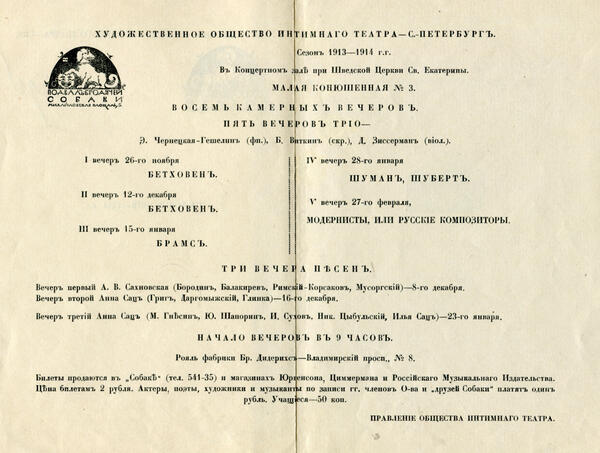 ХУДОЖЕСТВЕННОЕ ОБЩЕСТВО ИНТИМНАГО ТЕАТРА—С.-ПЕТЕРБУРГЪ.
Сезонъ 1913—1914 г.г.
Въ Концертномъ залѣ при Шведской Церкви Св. Екатерины.
МАЛАЯ КОНЮШЕННАЯ № 3.
ПОДВАЛЪ БРОДЯЧЕЙ
СОБАКИ
МИХАЙЛОВСКАЯ ПЛОЩАДЬ, 5
ВОСЕМЬ КАМЕРНЫХЪ ВЕЧЕРОВЪ.
ПЯТЬ ВЕЧЕРОВЪ ТРІО—
Э. Чернецкая-Гешелинъ (фп.), Б. Виткинъ (скр.), Д. Зиссерманъ (віол.).
I вечеръ 26-го ноября
БЕТХОВЕНЪ.
II вечеръ 12-го декабря
БЕТХОВЕНЪ.
III вечеръ 15-го января
БРАМСЪ.
IV вечеръ 28-го января
ШУМАНЪ, ШУБЕРТЪ.
V вечеръ 27-го февраля,
МОДЕРНИСТЫ, ИЛИ РУССКІЕ КОМПОЗИТОРЫ.
ТРИ ВЕЧЕРА ПѢСЕНЪ.
Вечеръ первый А. В. Сахновская (Бородинъ, Балакиревъ, Римскій-Корсаковъ, Мусоргскій)—8-го декабря.
Вечеръ второй Анна Сацъ (Григъ, Даргомыжскій, Глинка)—16-го декабря.
Вечеръ третій Анна Сацъ (М. Гнѣсинъ, Ю. Шапоринъ, И. Суховъ, Ник. Цыбульскій, Илья Сацъ)—23-го января.
НАЧАЛО ВЕЧЕРОВЪ ВЪ 9 ЧАСОВЪ.
Рояль фабрики Бр. Дидерихсъ—Владимирскій просп., № 8.
Билеты продаются въ „Собакѣ“ (тел. 541-35) и магазинахъ Юргенсона, Циммермана и Россійскаго Музыкальнаго Издательства.
Цѣна билетамъ 2 рубля. Актеры, поэты, художники и музыканты по записи гг. членовъ О-ва и „друзей Собаки“ платятъ одинъ
рубль. Учащіеся—50 коп.
ПРАВЛЕНІЕ ОБЩЕСТВА ИНТИМНАГО ТЕАТРА.